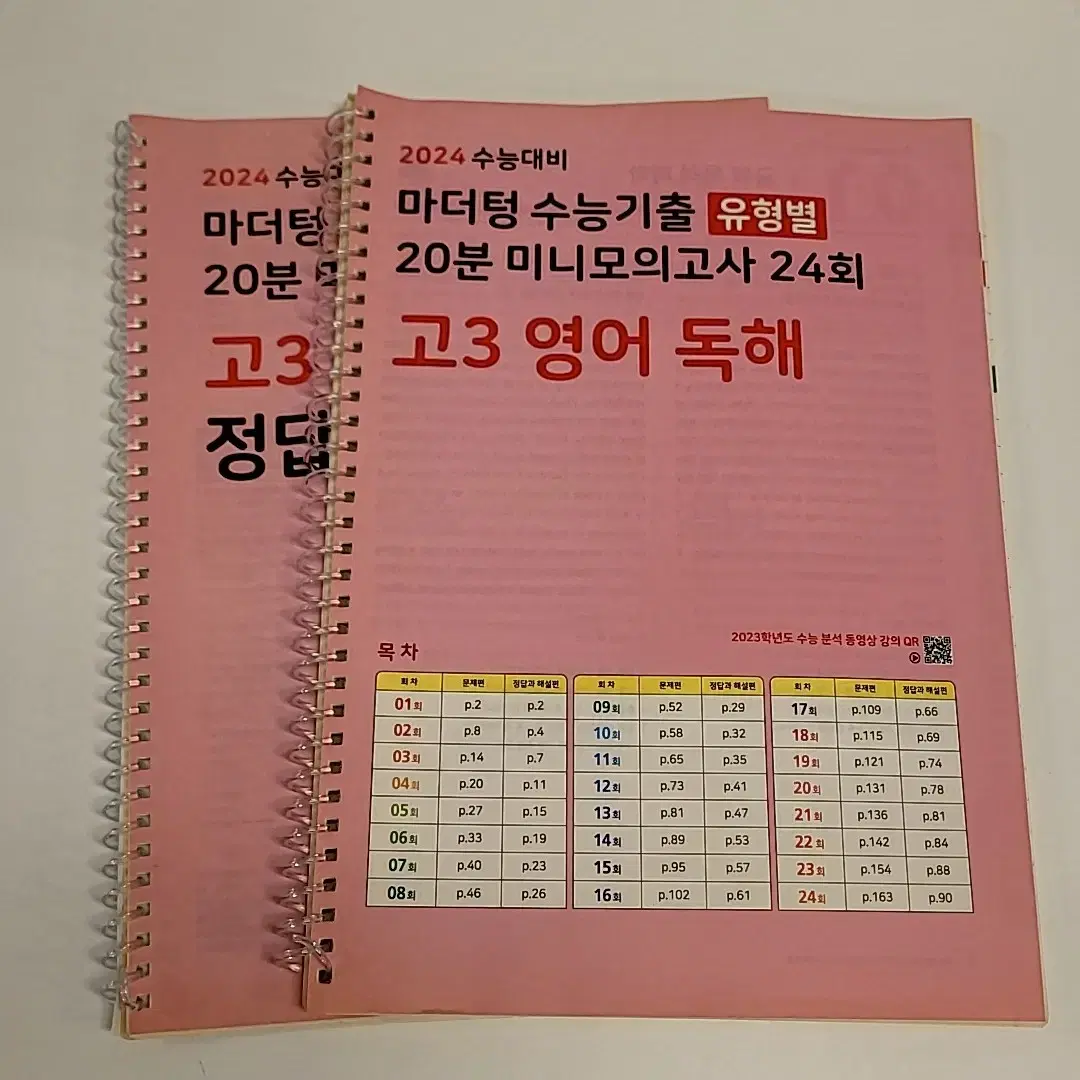 2024 수능대비
마더텅 수능기출 유형별
20분 미니모의고사 24회
고3 영어 독해
2023학년도 수능 분석 동영상 강의 QR
목차
회차 문제편 정답과 해설편
01회 p.2 p.2
02회 p.8 p.4
03회 p.14 p.7
04회 p.20 p.11
05회 p.27 p.15
06회 p.33 p.19
07회 p.40 p.23
08회 p.46 p.26
회차 문제편 정답과 해설편
09회 p.52 p.29
10회 p.58 p.32
11회 p.65 p.35
12회 p.73 p.41
13회 p.81 p.47
14회 p.89 p.53
15회 p.95 p.57
16회 p.102 p.61
회차 문제편 정답과 해설편
17회 p.109 p.66
18회 p.115 p.69
19회 p.121 p.74
20회 p.131 p.78
21회 p.136 p.81
22회 p.142 p.84
23회 p.154 p.88
24회 p.163 p.90
2024 수능
마더텅
20분
고3
정답